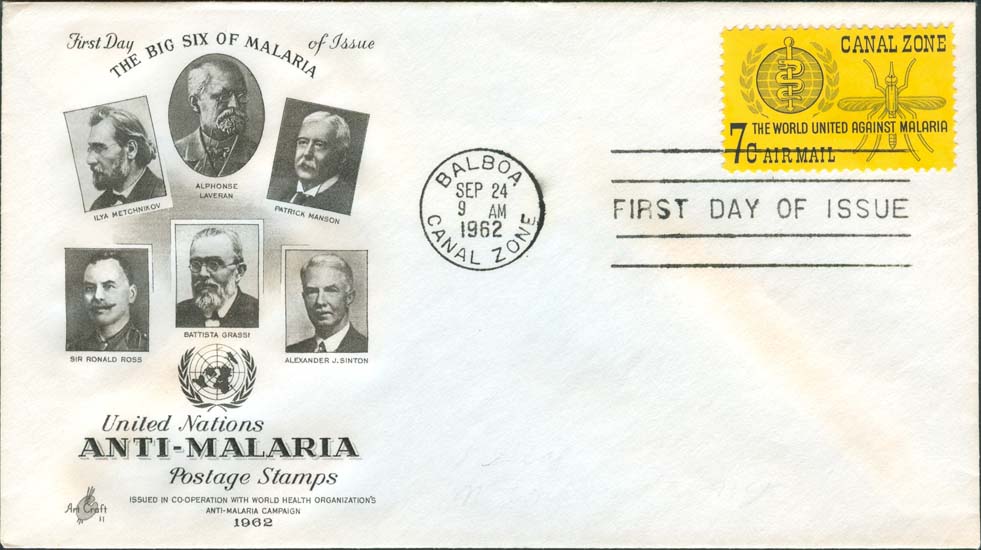 First Day of Issue
THE BIG SIX OF MALARIA
ILYA METCHNIKOV
ALPHONSE
LAVERAN
PATRICK MANSON
SIR RONALD ROSS
BATTISTA GRASSI
ALEXANDER J. SINTON
United Nations
ANTI-MALARIA
Postage Stamps
ISSUED IN CO-OPERATION WITH WORLD HEALTH ORGANIZATION'S
ANTI-MALARIA CAMPAIGN
1962
Art Craft
11
BALBOA
SEP 24
9 AM
1962
CANAL ZONE
CANAL ZONE
THE WORLD UNITED AGAINST MALARIA
7c AIR MAIL
FIRST DAY OF ISSUE